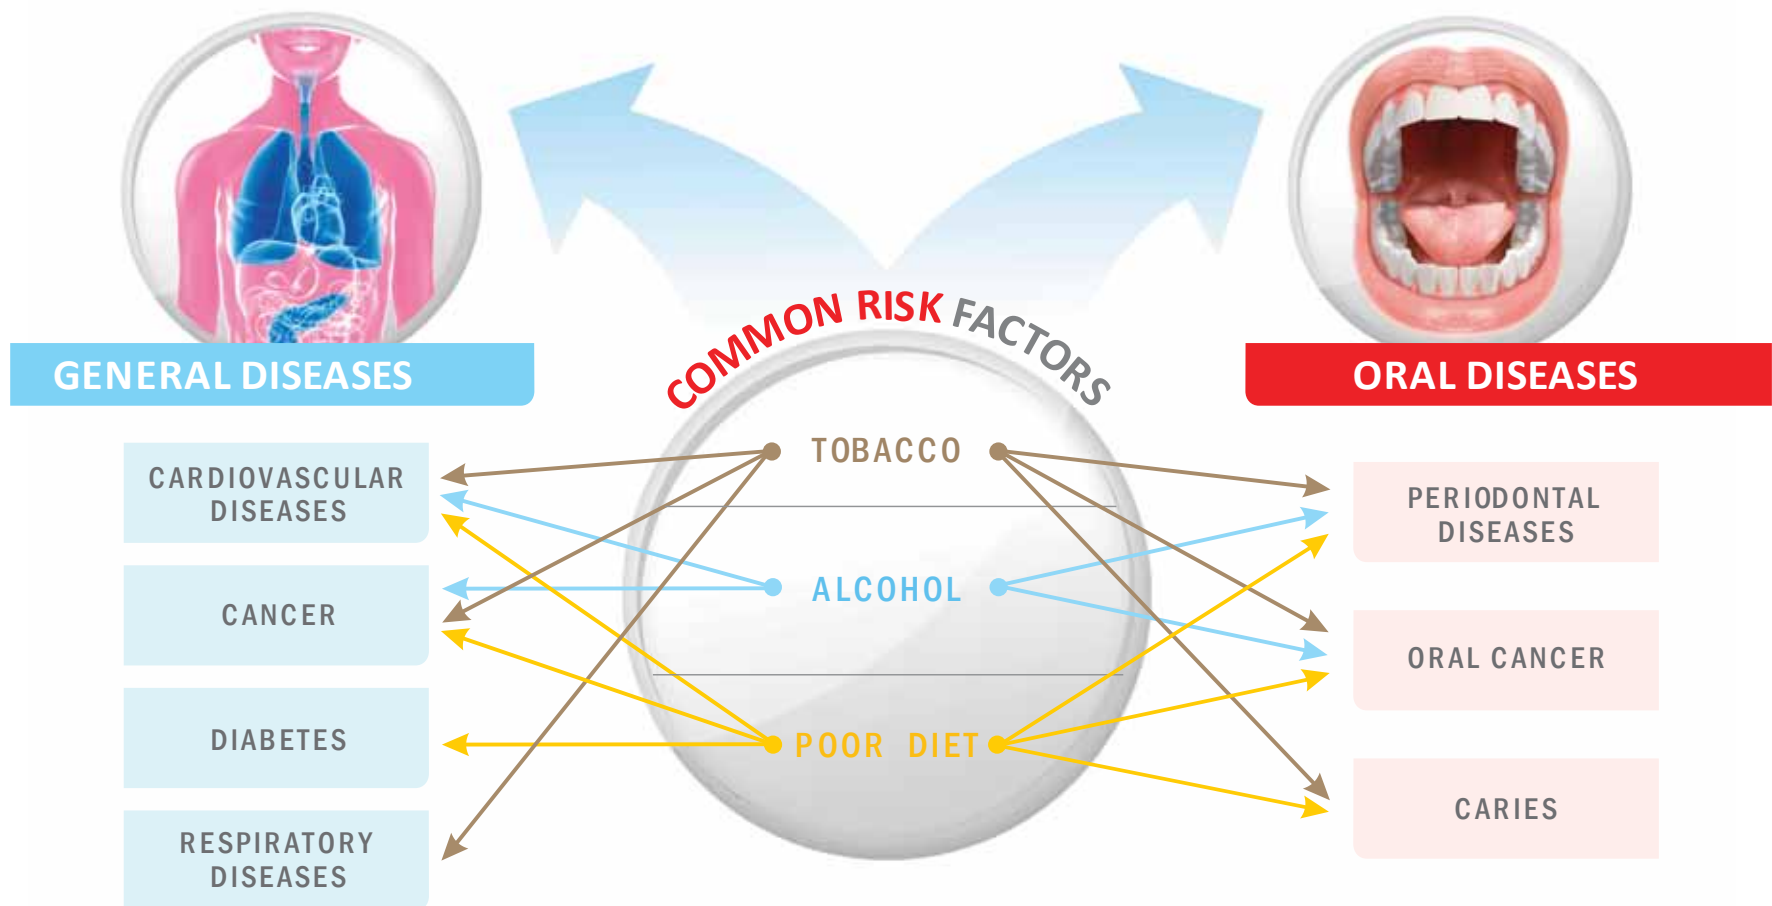 COMMON RISK FACTORS
GENERAL DISEASES
CARDIOVASCULAR
DISEASES
CANCER
DIABETES
RESPIRATORY
DISEASES
TOBACCO
ALCOHOL
POOR DIET
ORAL DISEASES
PERIODONTAL
DISEASES
ORAL CANCER
CARIES